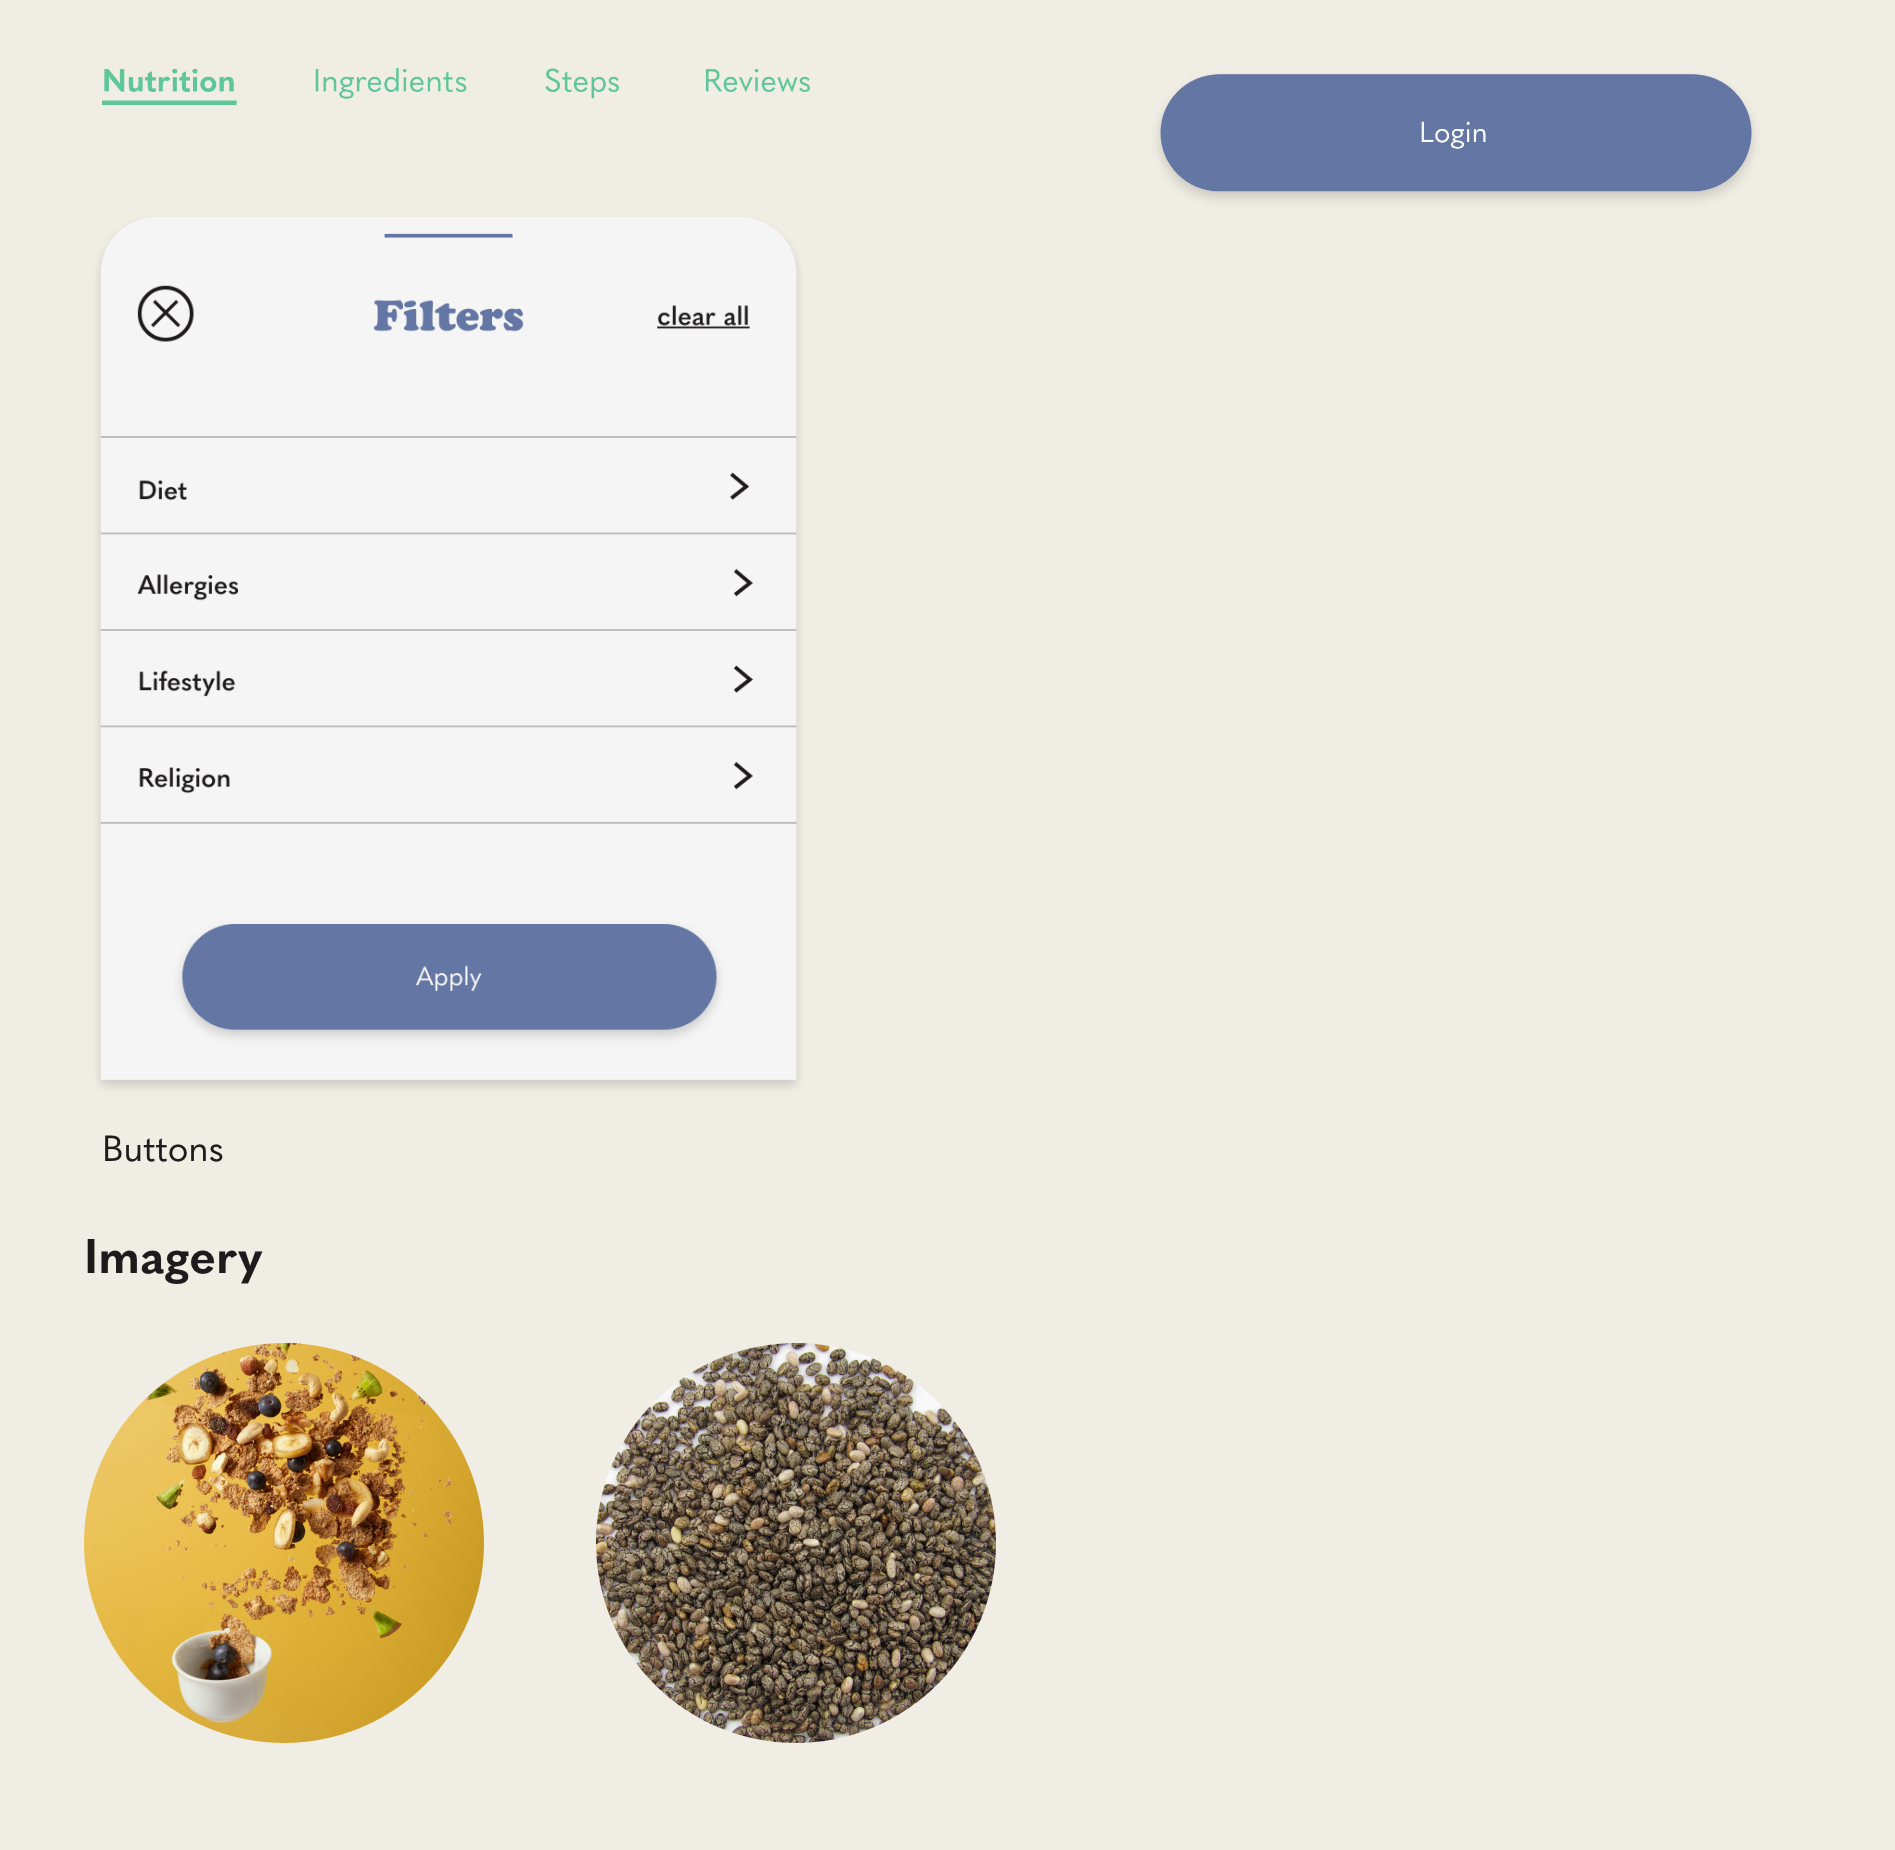 Nutrition Ingredients Steps Reviews
Login
Filters
clear all
Diet
Allergies
Lifestyle
Religion
Apply
Buttons
Imagery